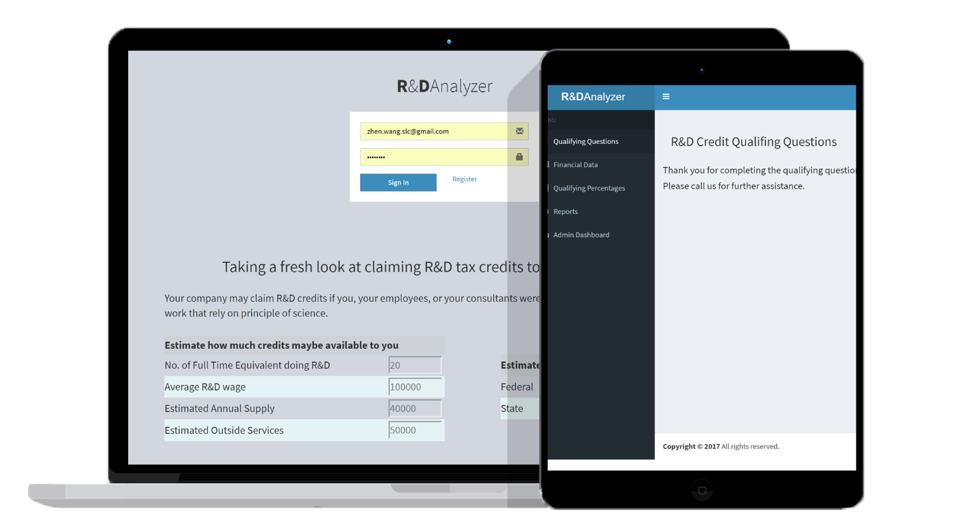 R&DAnalyzer
zhen.wang.slc@gmail.com
Sign In
Register
Taking a fresh look at claiming R&D tax credits to
Your company may claim R&D credits if you, your employees, or your consultants were
work that rely on principle of science.
Estimate how much credits maybe available to you
No. of Full Time Equivalent doing R&D 20
Average R&D wage 100000
Estimated Annual Supply 40000
Estimated Outside Services 50000
Estimate
Federal
State
R&DAnalyzer
Qualifying Questions
Financial Data
Qualifying Percentages
Reports
Admin Dashboard
R&D Credit Qualifing Questions
Thank you for completing the qualifying questio
Please call us for further assistance.
Copyright © 2017 All rights reserved.